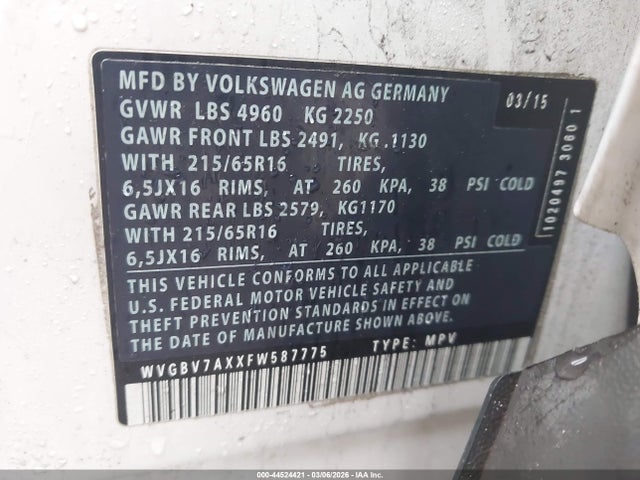 MFD BY VOLKSWAGEN AG GERMANY
03/15
GVWR LBS 4960 KG 2250
GAWR FRONT LBS 2491, KG .1130
WITH 215/65R16 TIRES,
6,5JX16 RIMS, AT 260 KPA, 38 PSI COLD
GAWR REAR LBS 2579, KG1170
WITH 215/65R16 TIRES,
6,5JX16 RIMS, AT 260 KPA, 38 PSI COLD
THIS VEHICLE CONFORMS TO ALL APPLICABLE
U.S. FEDERAL MOTOR VEHICLE SAFETY AND
THEFT PREVENTION STANDARDS IN EFFECT ON
THE DATE OF MANUFACTURE SHOWN ABOVE.
WVGBV7AXXFW587775 TYPE: MPV
1020497 3060 1
000-44524421 - 03/06/2026 - IAAI Chassis